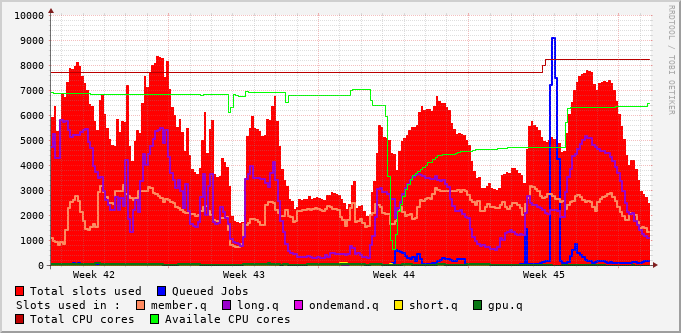 10000
9000
8000
7000
6000
5000
4000
3000
2000
1000
0
Week 42 Week 43 Week 44 Week 45
RRDTOOL / TOBI OETIKER
Total slots used Queued Jobs
Slots used in : member.q long.q ondemand.q short.q gpu.q
Total CPU cores Availale CPU cores